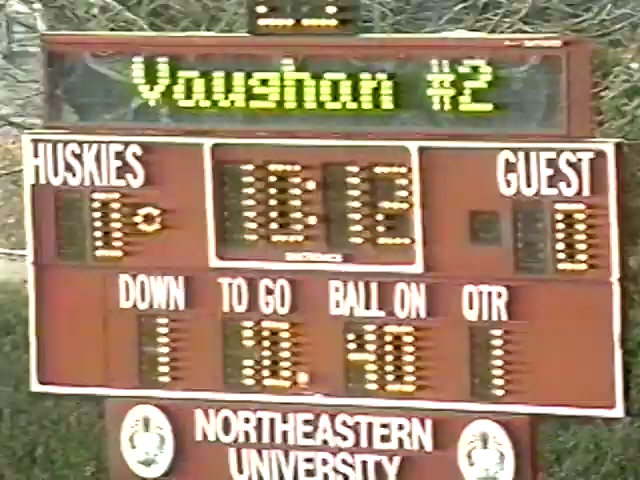 Vaughan #2
HUSKIES GUEST
0 10:12 0
DOWN TO GO BALL ON QTR
1 10 40 1
NORTHEASTERN
UNIVERSITY